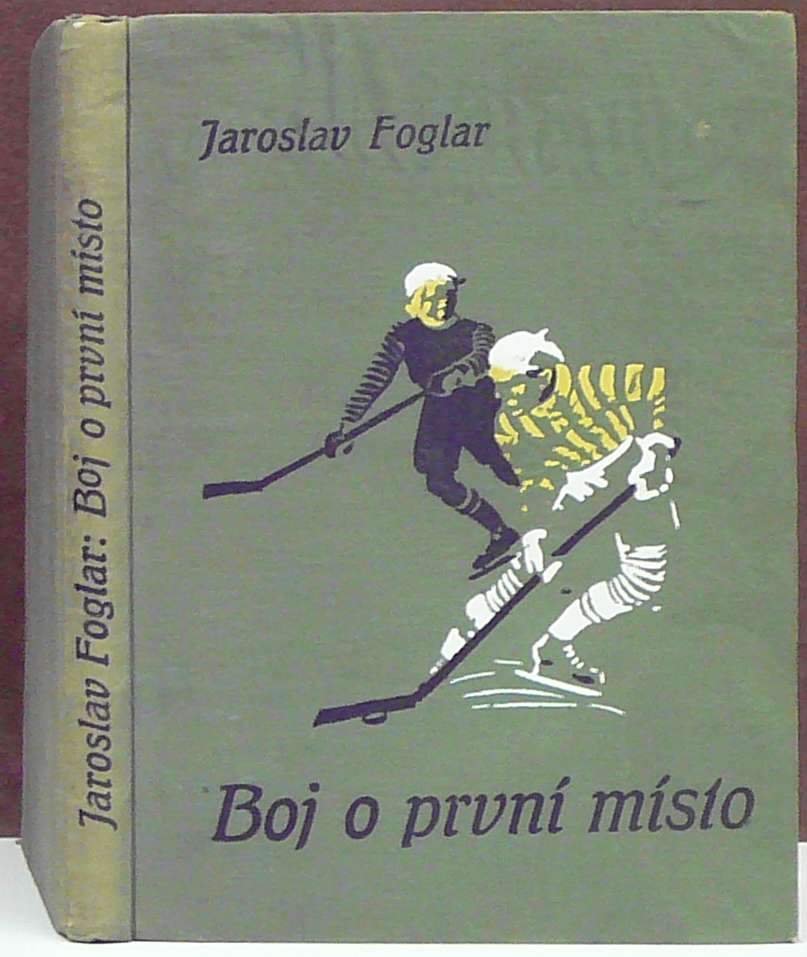 Jaroslav Foglar
Boj o první místo
Jaroslav Foglar: Boj o první místo